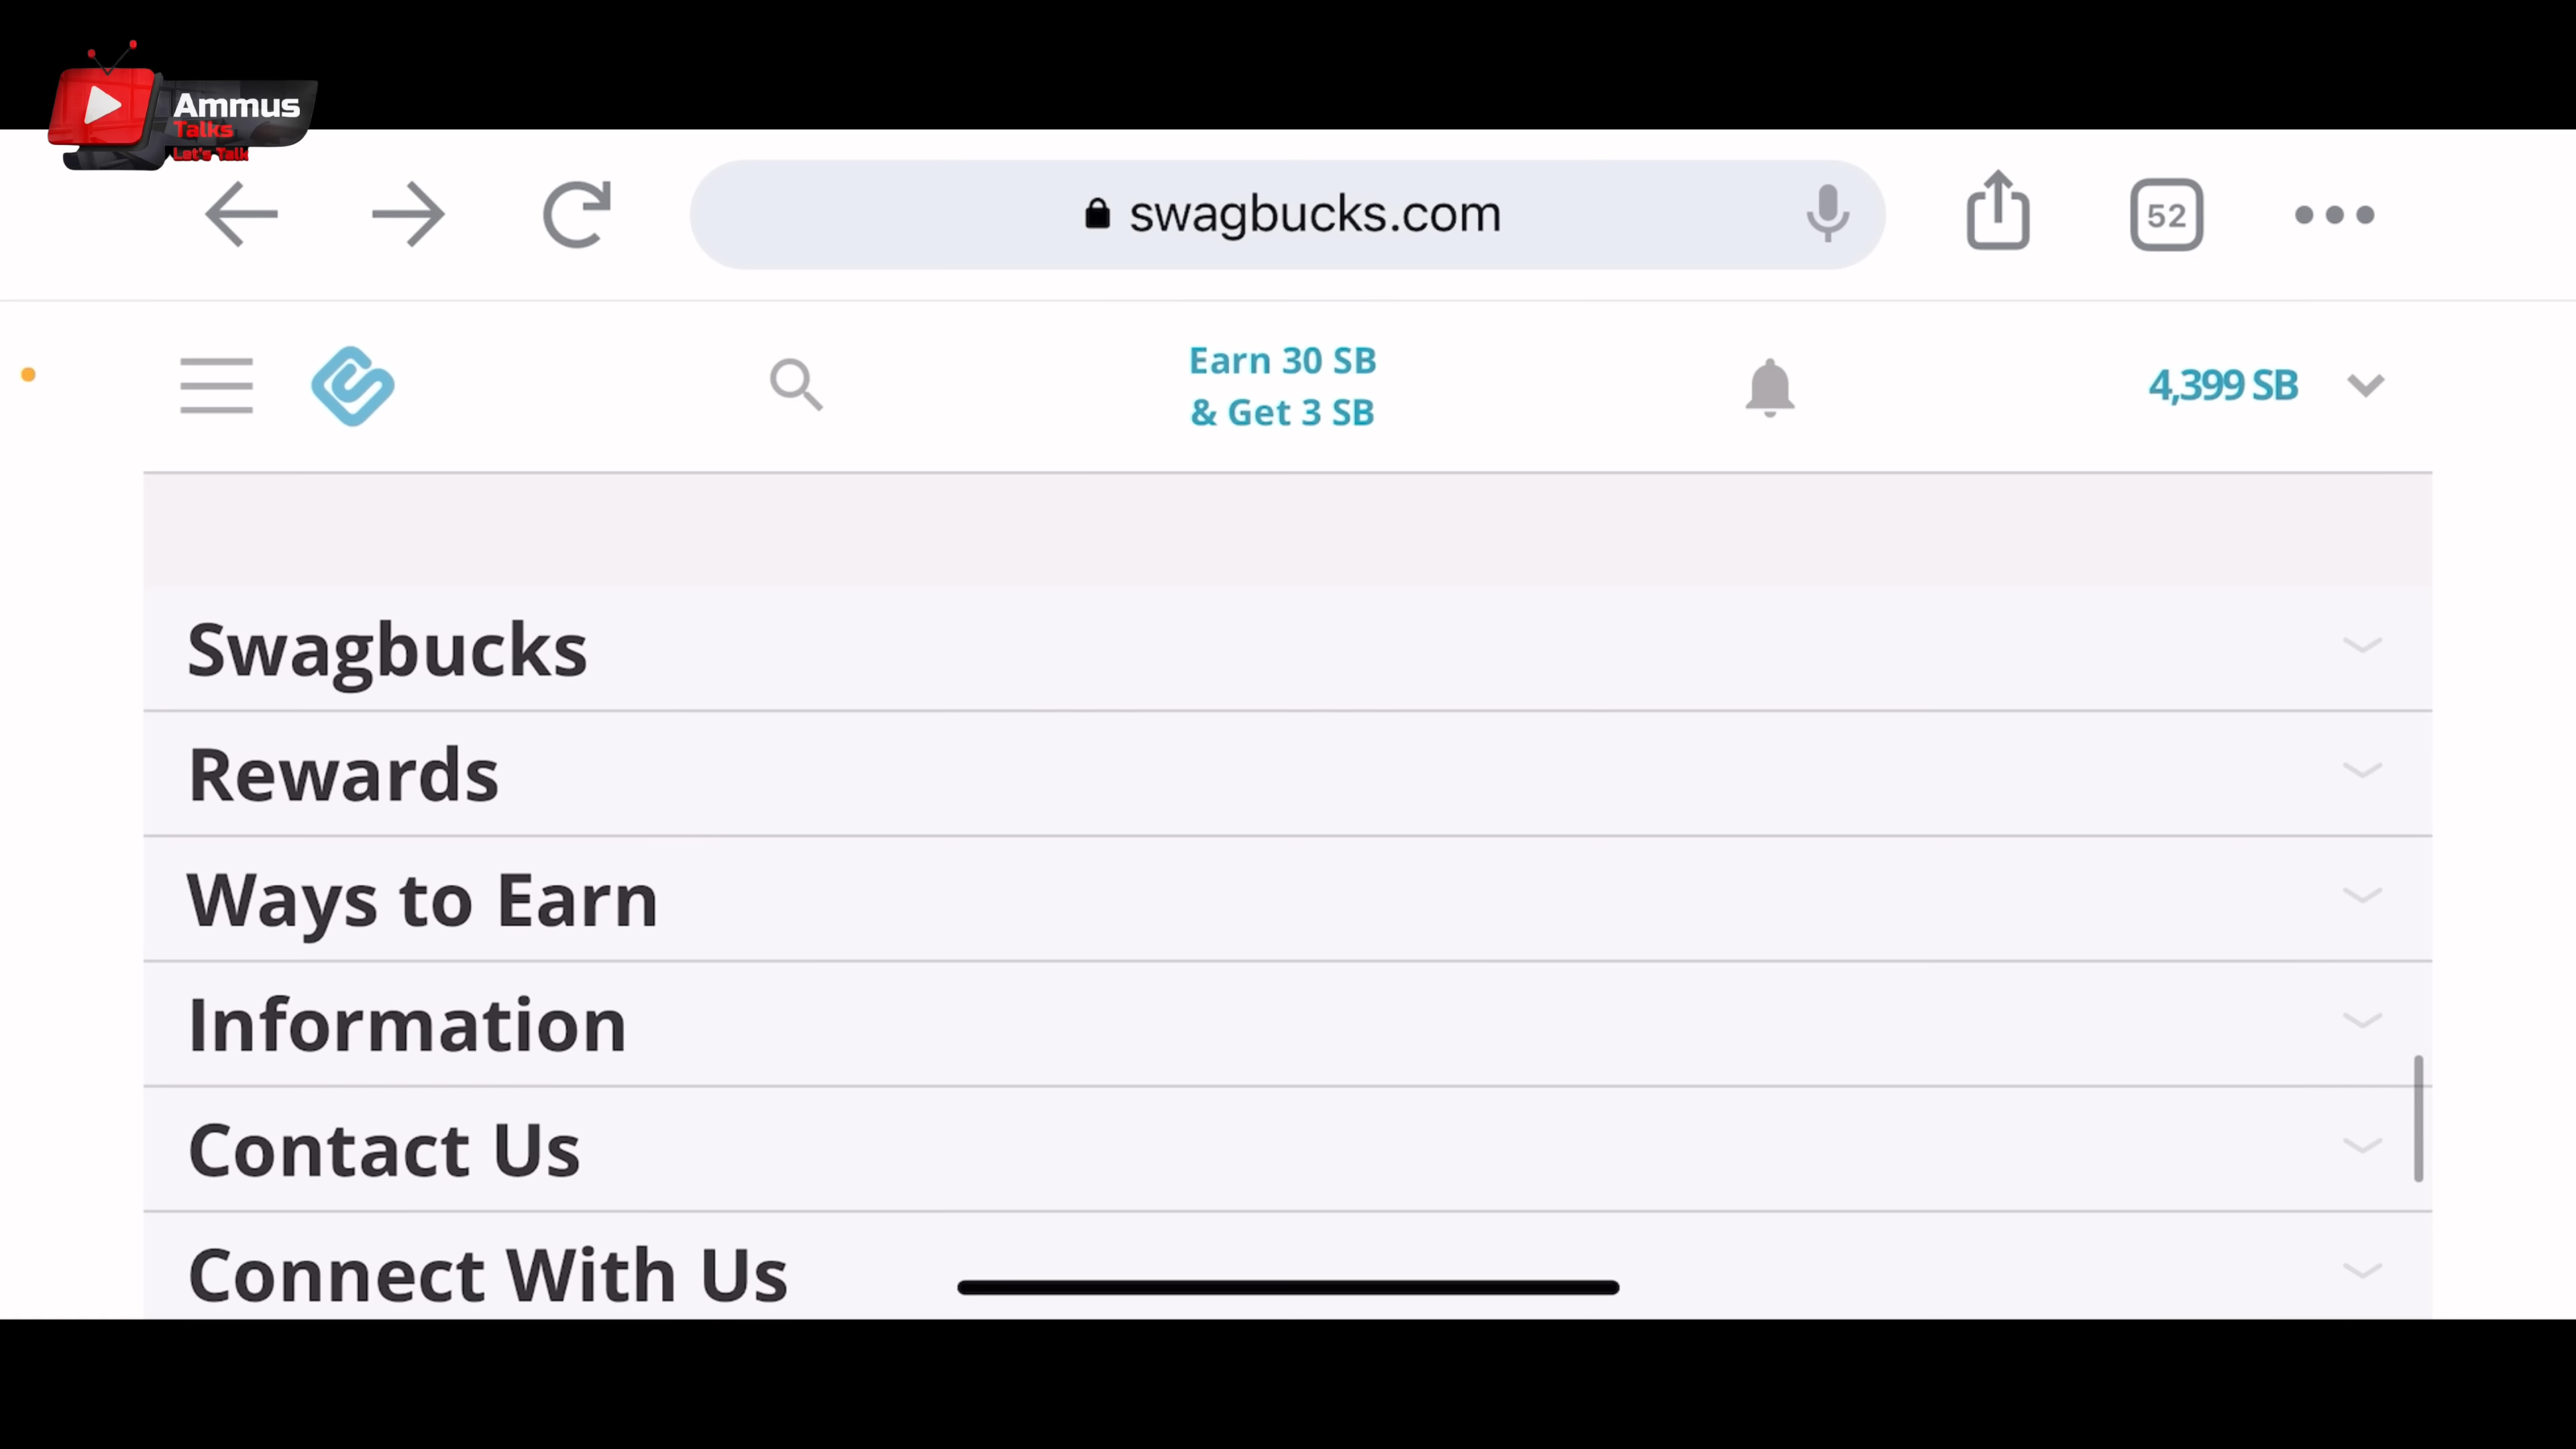 Ammus
Talks
Let's Talk
swagbucks.com
52
Earn 30 SB
& Get 3 SB
4,399 SB
Swagbucks
Rewards
Ways to Earn
Information
Contact Us
Connect With Us